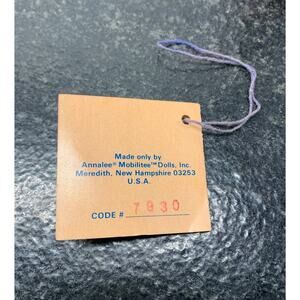 Made only by
Annalee® Mobilitee™ Dolls, Inc.
Meredith, New Hampshire 03253
U.S.A.
CODE # 7930